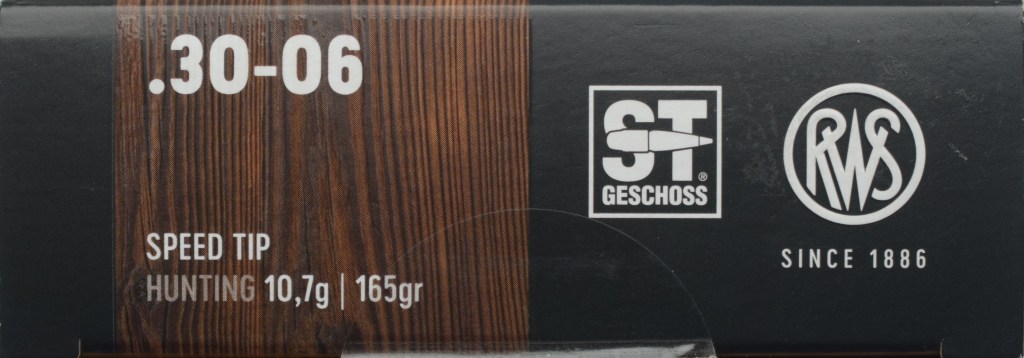 .30-06
SPEED TIP
HUNTING 10,7g | 165gr
ST®
GESCHOSS
RWS
SINCE 1886